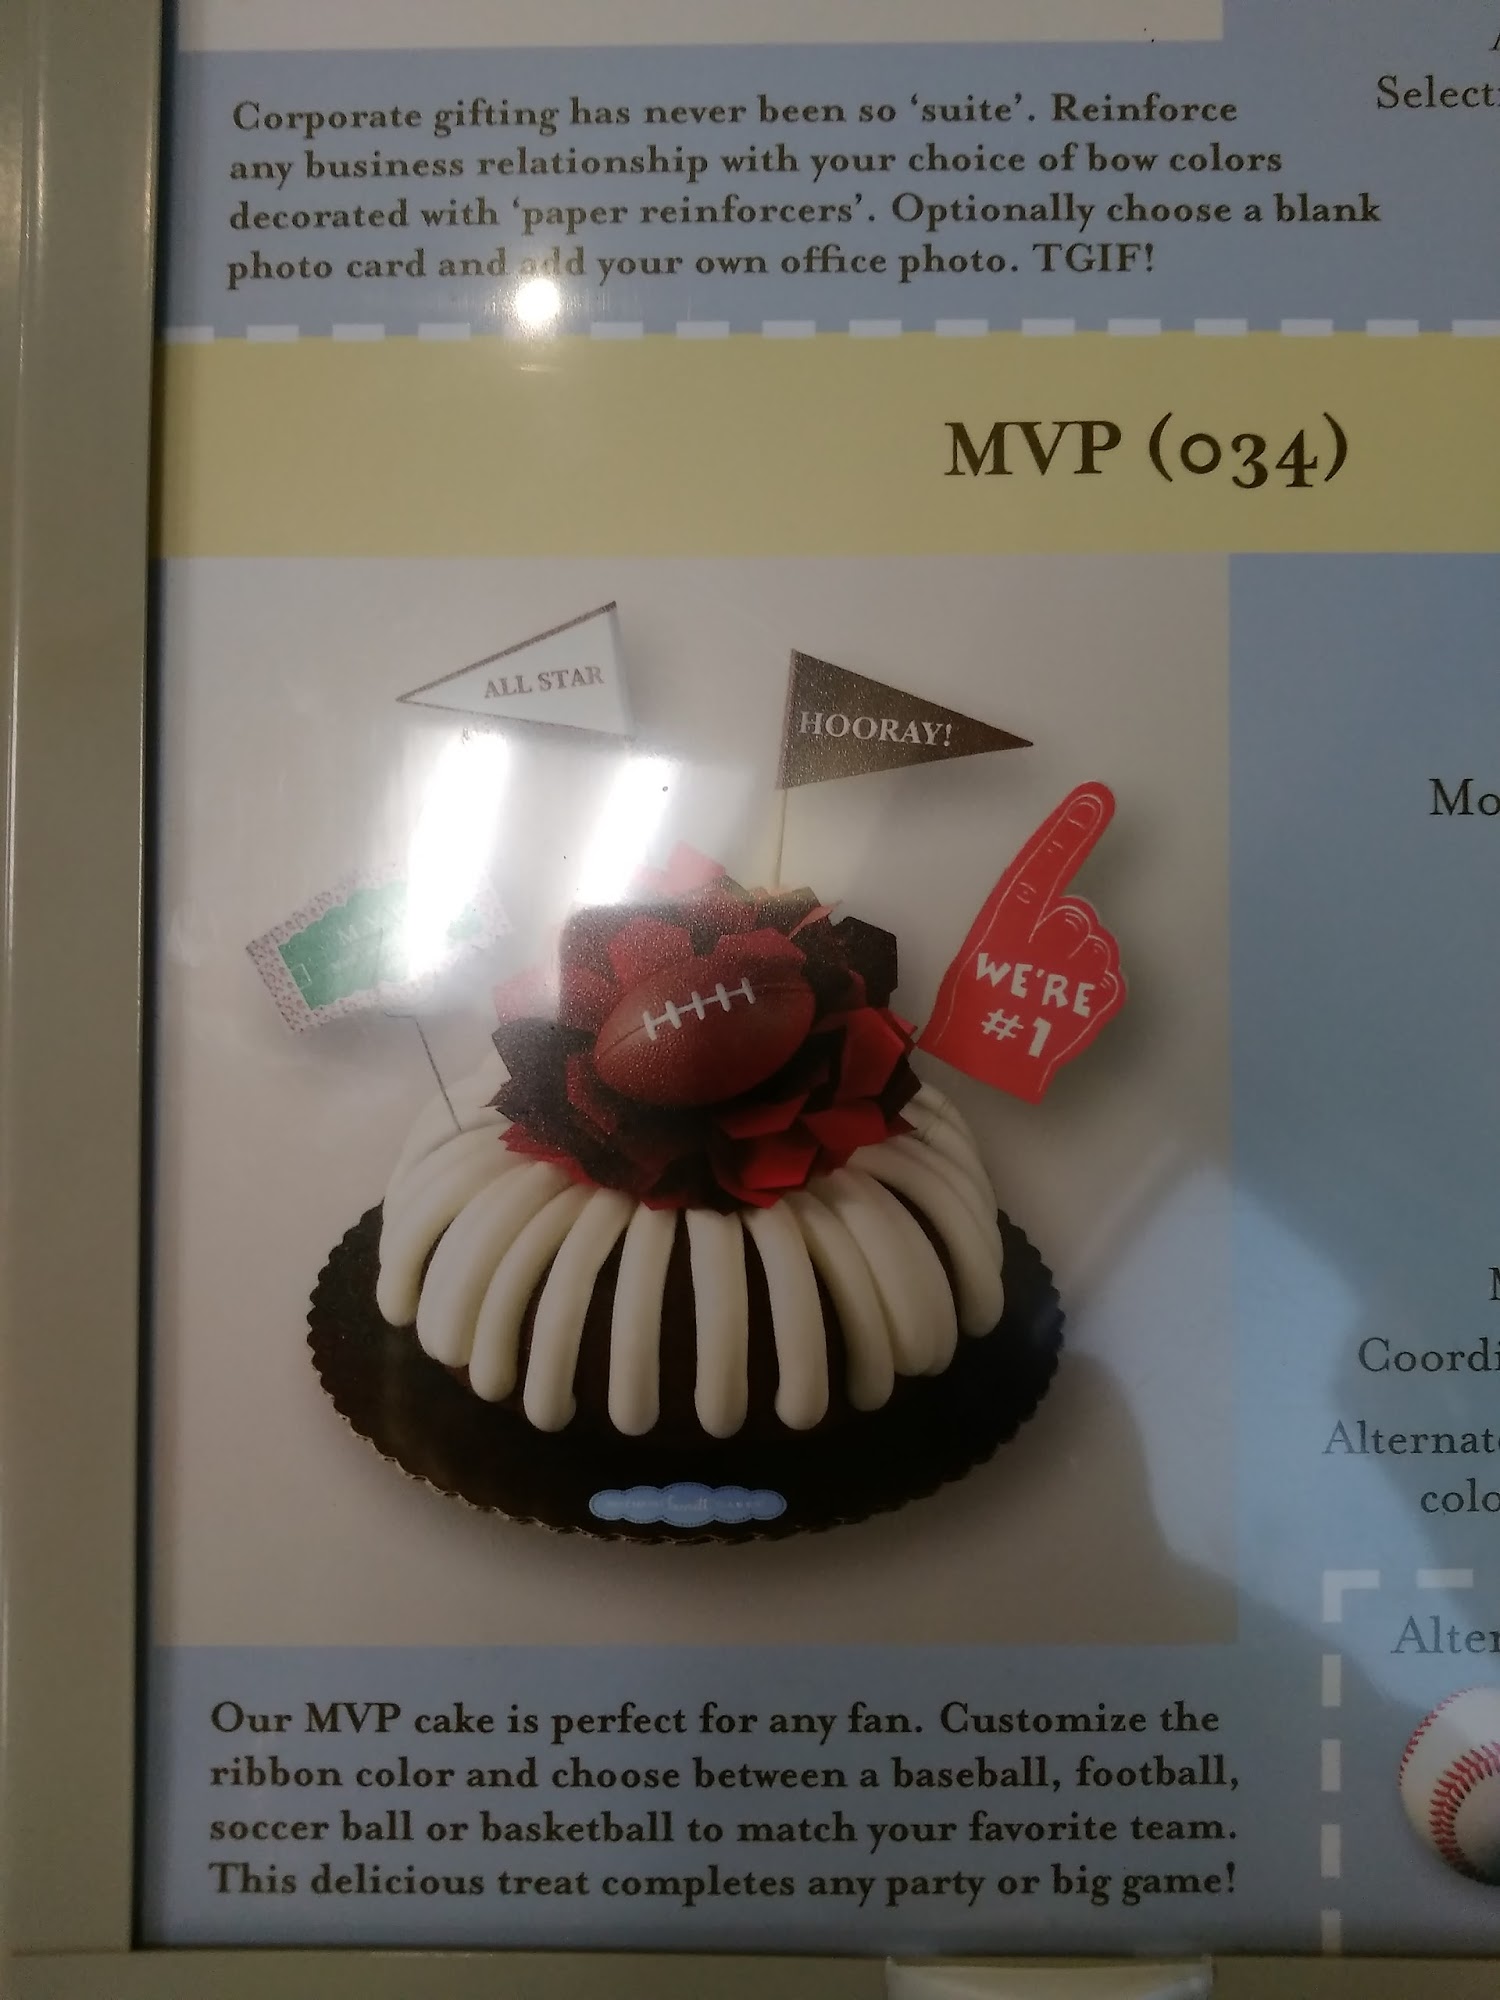 Corporate gifting has never been so ‘suite’. Reinforce
any business relationship with your choice of bow colors
decorated with ‘paper reinforcers’. Optionally choose a blank
photo card and add your own office photo. TGIF!
Select
MVP (034)
ALL STAR
HOORAY!
WE'RE
#1
Mo
Coordi
Alternat
colo
Alter
Our MVP cake is perfect for any fan. Customize the
ribbon color and choose between a baseball, football,
soccer ball or basketball to match your favorite team.
This delicious treat completes any party or big game!